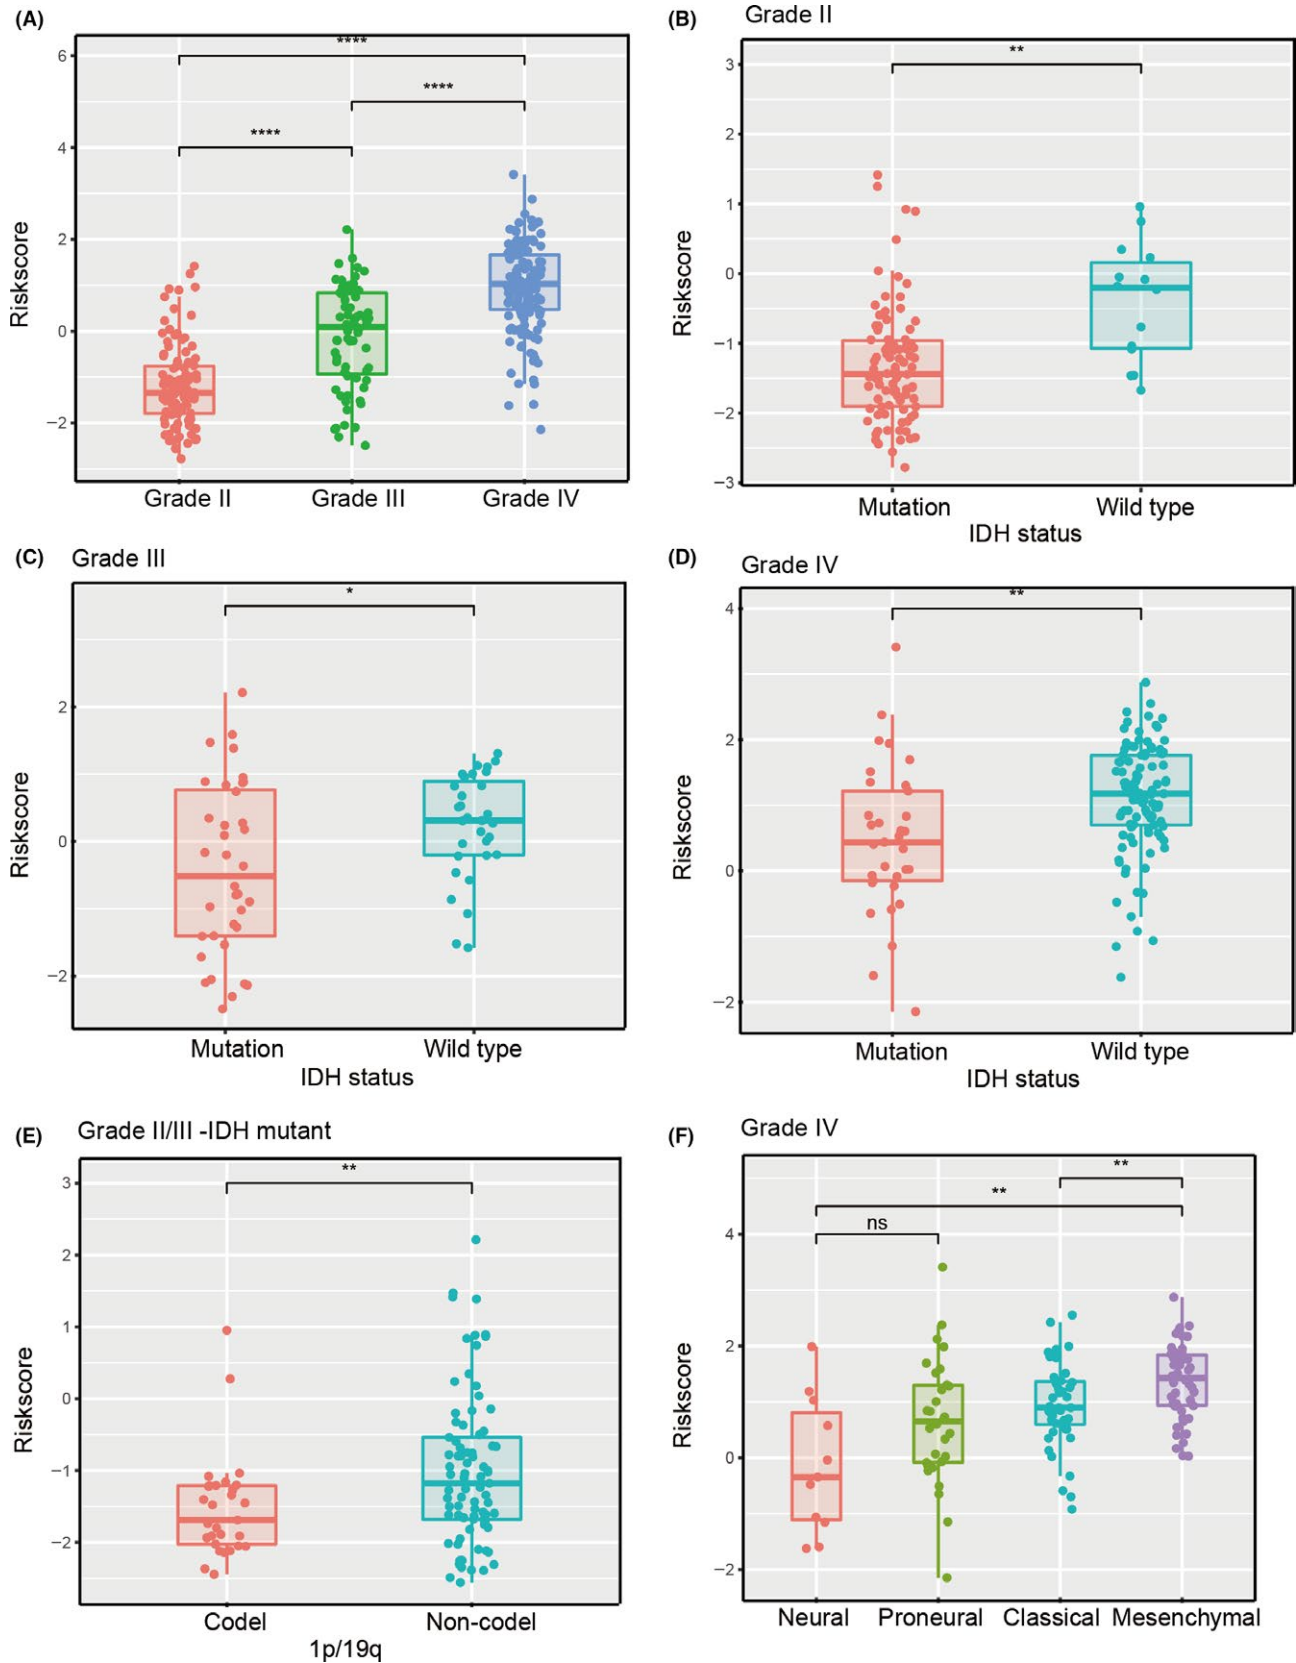 (A)
****
****
****
6
4
2
0
−2
Riskscore
Grade II
Grade III
Grade IV
(B)
Grade II
**
3
2
1
0
−1
−2
−3
Riskscore
Mutation
Wild type
IDH status
(C)
Grade III
*
2
0
−2
Riskscore
Mutation
Wild type
IDH status
(D)
Grade IV
**
4
2
0
−2
Riskscore
Mutation
Wild type
IDH status
(E)
Grade II/III -IDH mutant
**
3
2
1
0
−1
−2
Riskscore
Codel
Non-codel
1p/19q
(F)
Grade IV
**
**
ns
4
2
0
−2
Riskscore
Neural
Proneural
Classical
Mesenchymal